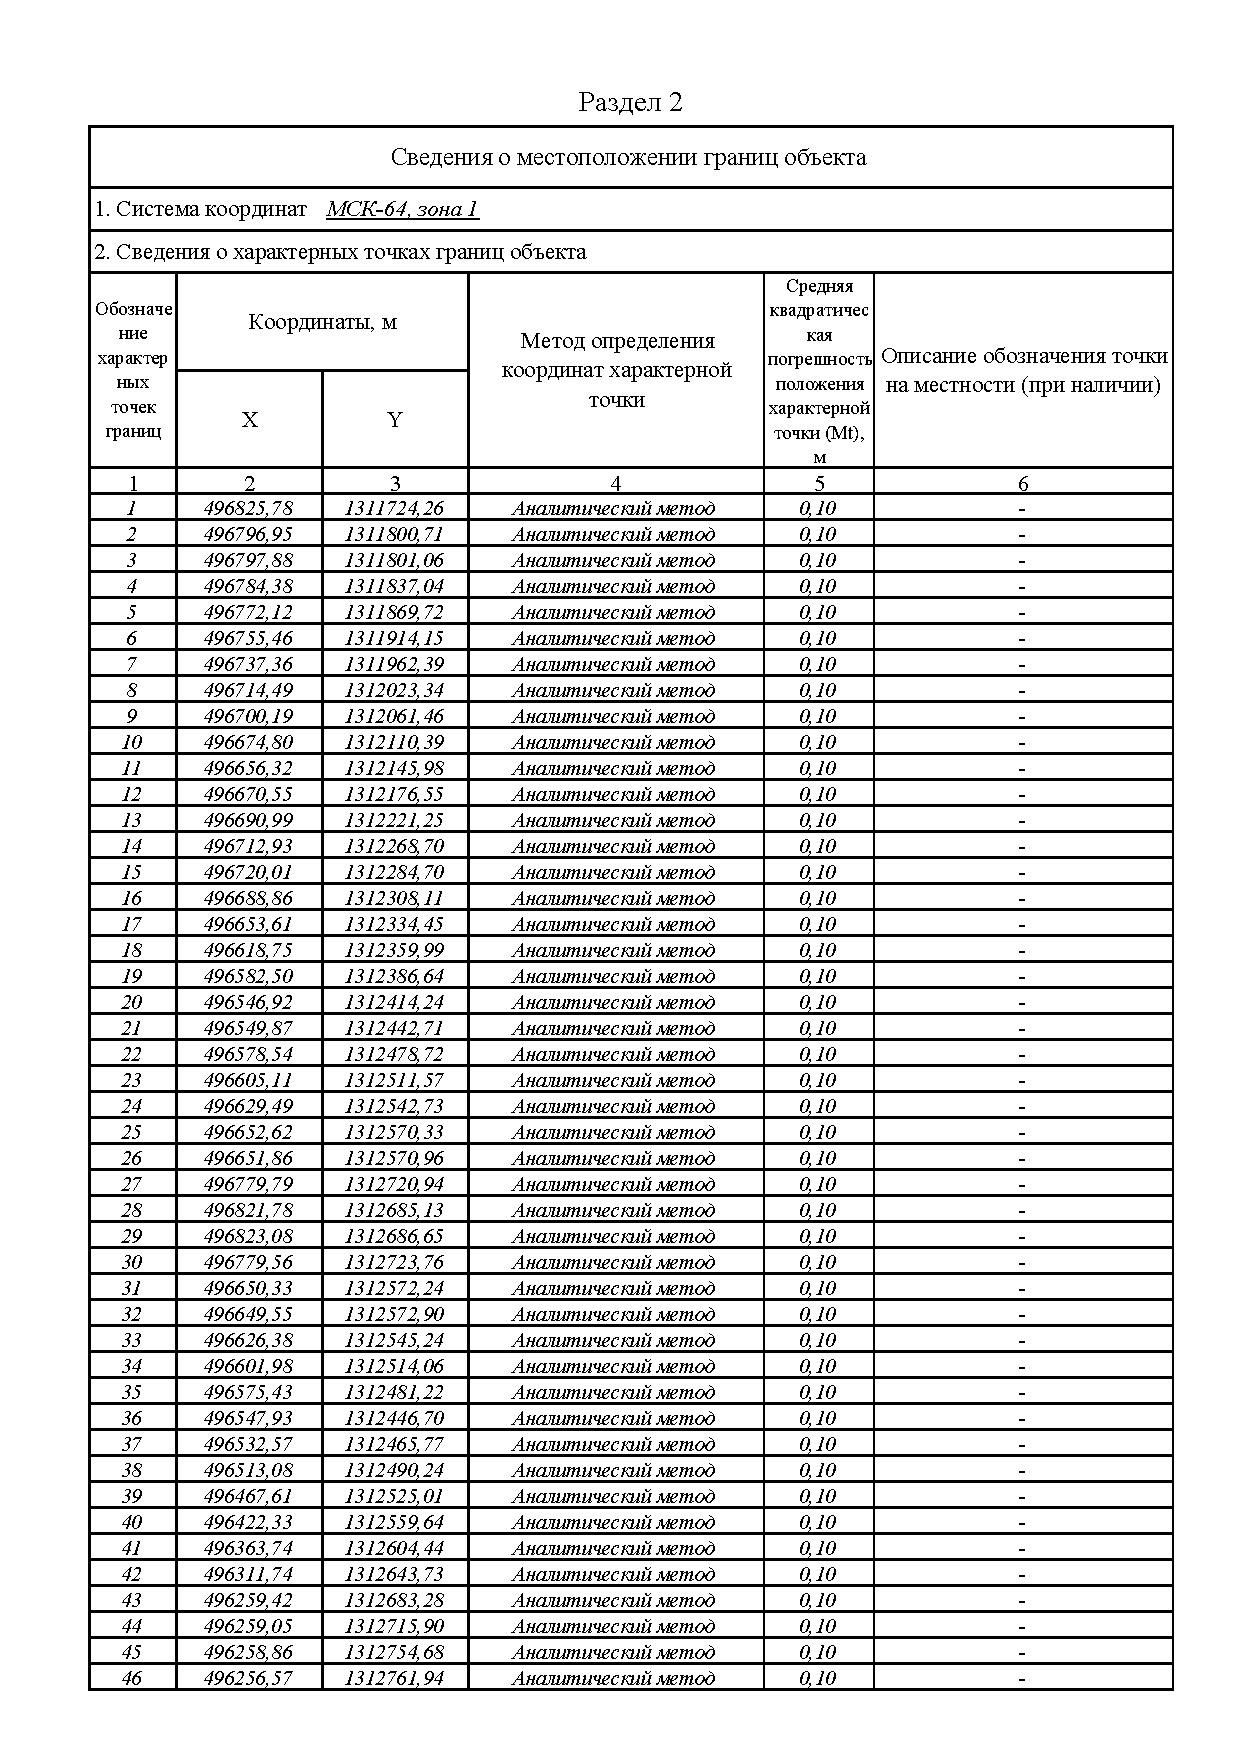 Раздел 2
Сведения о местоположении границ объекта
1. Система координат МСК-64, зона 1
2. Сведения о характерных точках границ объекта
Обозначе
ние
характер
ных
точек
границ
Координаты, м
X Y
Метод определения
координат характерной
точки
Средняя
квадратичес
кая
погрешность
положения
характерной
точки (Mt),
м
Описание обозначения точки
на местности (при наличии)
1 2 3 4 5 6
1 496825,78 1311724,26 Аналитический метод 0,10 -
2 496796,95 1311800,71 Аналитический метод 0,10 -
3 496797,88 1311801,06 Аналитический метод 0,10 -
4 496784,38 1311837,04 Аналитический метод 0,10 -
5 496772,12 1311869,72 Аналитический метод 0,10 -
6 496755,46 1311914,15 Аналитический метод 0,10 -
7 496737,36 1311962,39 Аналитический метод 0,10 -
8 496714,49 1312023,34 Аналитический метод 0,10 -
9 496700,19 1312061,46 Аналитический метод 0,10 -
10 496674,80 1312110,39 Аналитический метод 0,10 -
11 496656,32 1312145,98 Аналитический метод 0,10 -
12 496670,55 1312176,55 Аналитический метод 0,10 -
13 496690,99 1312221,25 Аналитический метод 0,10 -
14 496712,93 1312268,70 Аналитический метод 0,10 -
15 496720,01 1312284,70 Аналитический метод 0,10 -
16 496688,86 1312308,11 Аналитический метод 0,10 -
17 496653,61 1312334,45 Аналитический метод 0,10 -
18 496618,75 1312359,99 Аналитический метод 0,10 -
19 496582,50 1312386,64 Аналитический метод 0,10 -
20 496546,92 1312414,24 Аналитический метод 0,10 -
21 496549,87 1312442,71 Аналитический метод 0,10 -
22 496578,54 1312478,72 Аналитический метод 0,10 -
23 496605,11 1312511,57 Аналитический метод 0,10 -
24 496629,49 1312542,73 Аналитический метод 0,10 -
25 496652,62 1312570,33 Аналитический метод 0,10 -
26 496651,86 1312570,96 Аналитический метод 0,10 -
27 496779,79 1312720,94 Аналитический метод 0,10 -
28 496821,78 1312685,13 Аналитический метод 0,10 -
29 496823,08 1312686,65 Аналитический метод 0,10 -
30 496779,56 1312723,76 Аналитический метод 0,10 -
31 496650,33 1312572,24 Аналитический метод 0,10 -
32 496649,55 1312572,90 Аналитический метод 0,10 -
33 496626,38 1312545,24 Аналитический метод 0,10 -
34 496601,98 1312514,06 Аналитический метод 0,10 -
35 496575,43 1312481,22 Аналитический метод 0,10 -
36 496547,93 1312446,70 Аналитический метод 0,10 -
37 496532,57 1312465,77 Аналитический метод 0,10 -
38 496513,08 1312490,24 Аналитический метод 0,10 -
39 496467,61 1312525,01 Аналитический метод 0,10 -
40 496422,33 1312559,64 Аналитический метод 0,10 -
41 496363,74 1312604,44 Аналитический метод 0,10 -
42 496311,74 1312643,73 Аналитический метод 0,10 -
43 496259,42 1312683,28 Аналитический метод 0,10 -
44 496259,05 1312715,90 Аналитический метод 0,10 -
45 496258,86 1312754,68 Аналитический метод 0,10 -
46 496256,57 1312761,94 Аналитический метод 0,10 -